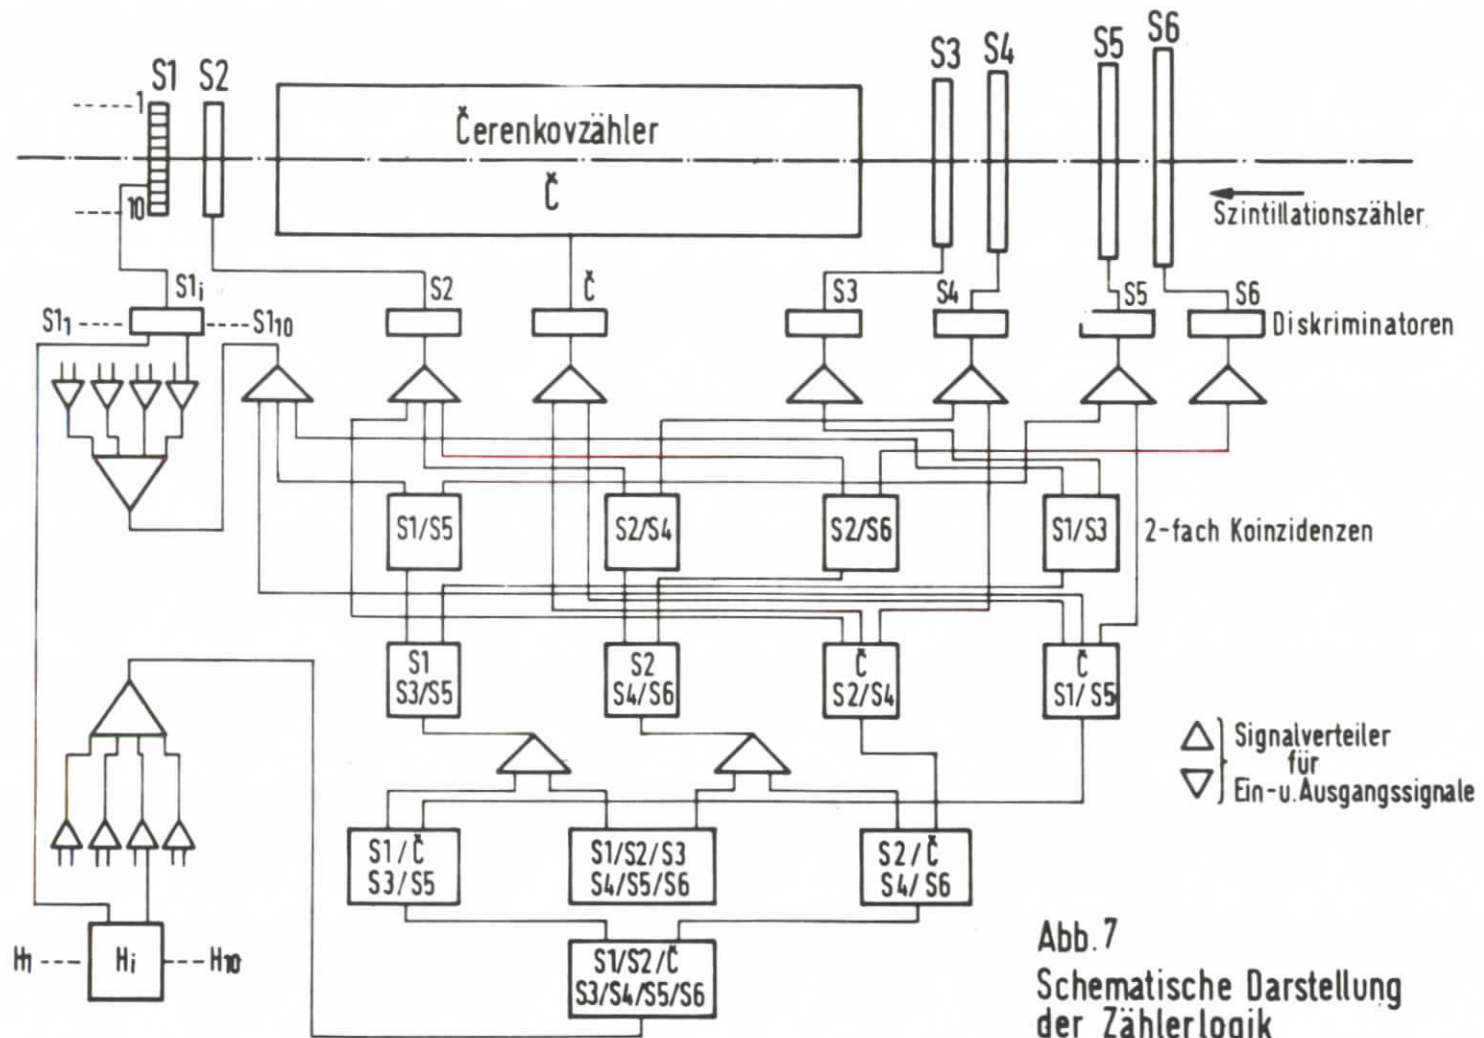 S1 S2 S3 S4 S5 S6
1
Čerenkovzähler
Č
10
Szintillationszähler
S1i S2 Č S3 S4 S5 S6
S11 S110
Diskriminatoren
S1/S5 S2/S4 S2/S6 S1/S3
2-fach Koinzidenzen
S1
S3/S5
S2
S4/S6
Č
S2/S4
Č
S1/S5
Signalverteiler
für
Ein-u.Ausgangssignale
S1/Č
S3/S5
S1/S2/S3
S4/S5/S6
S2/Č
S4/S6
H1 Hi H10
S1/S2/Č
S3/S4/S5/S6
Abb.7
Schematische Darstellung
der Zählerlogik